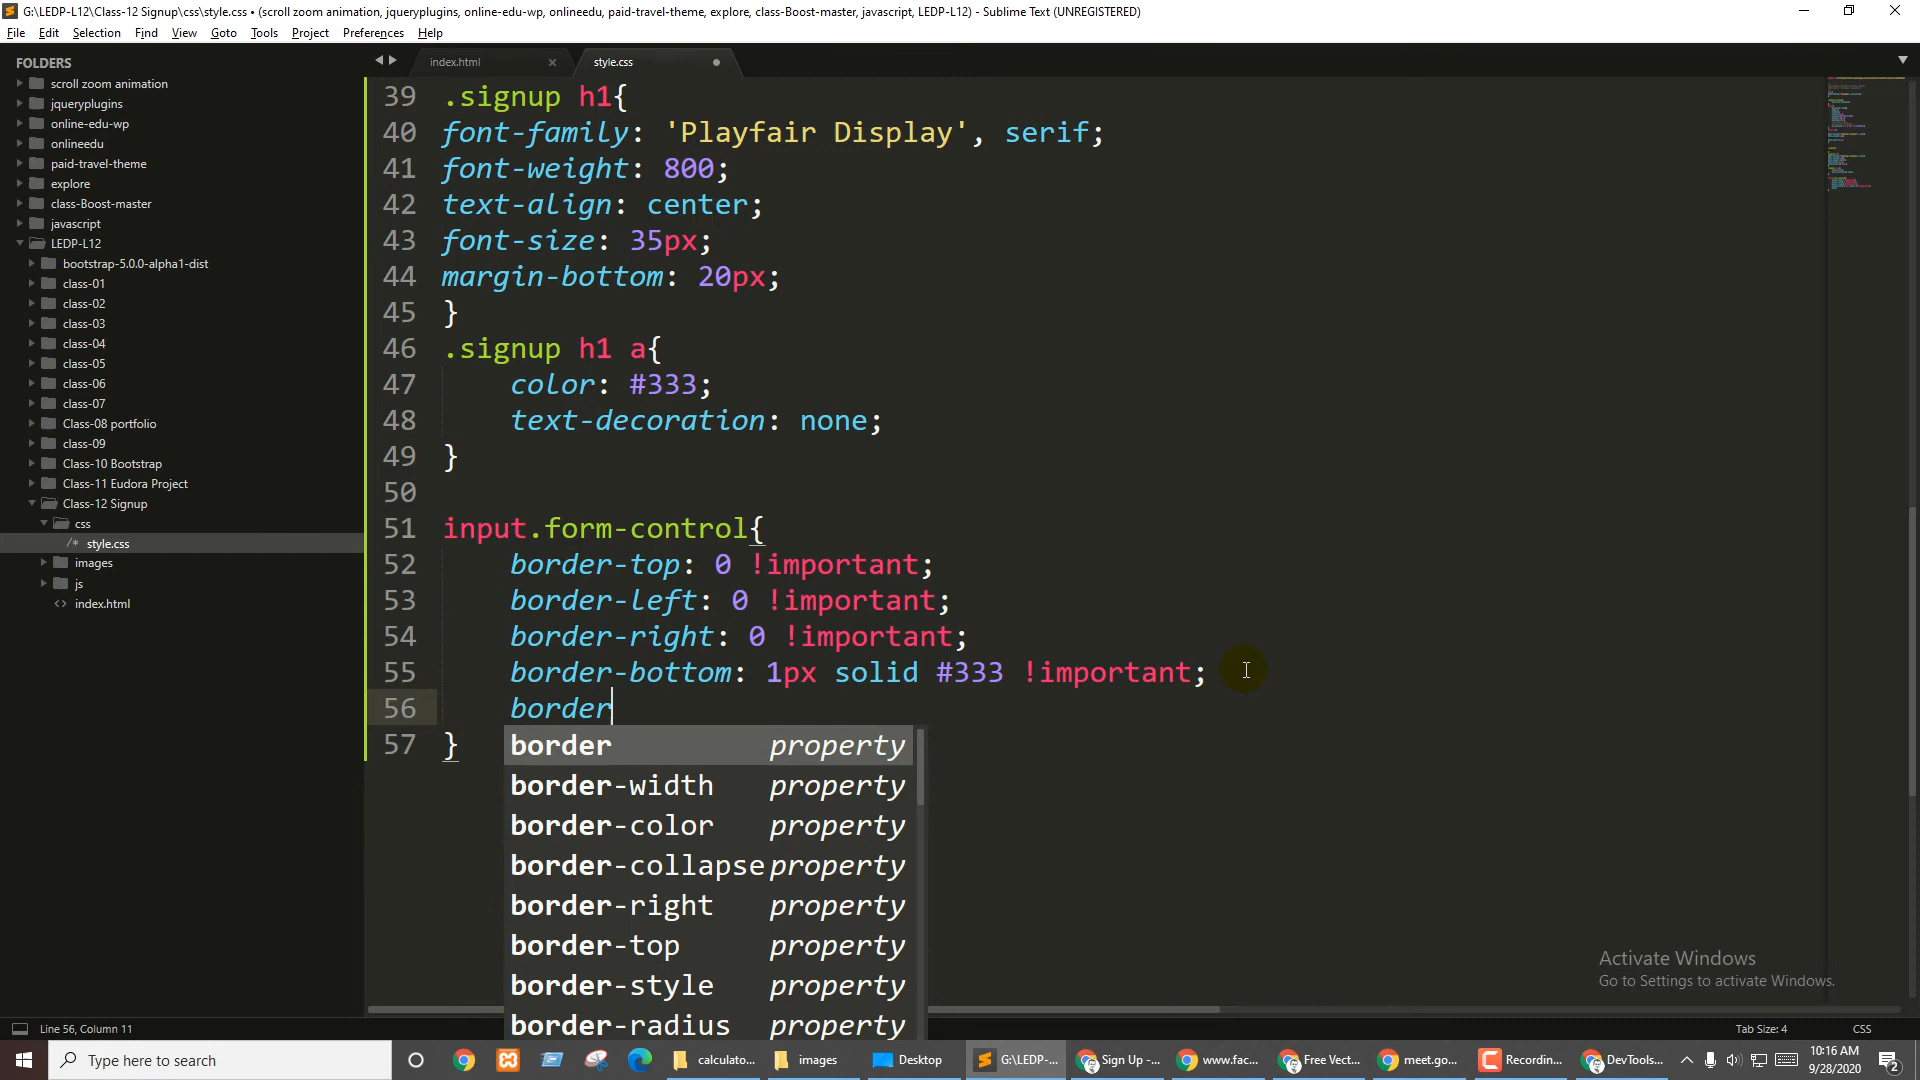 G:\LEDP-L12\Class-12 Signup\css\style.css • (scroll zoom animation, jqueryplugins, online-edu-wp, onlineedu, paid-travel-theme, explore, class-Boost-master, javascript, LEDP-L12) - Sublime Text (UNREGISTERED)
File Edit Selection Find View Goto Tools Project Preferences Help
FOLDERS
scroll zoom animation
jqueryplugins
online-edu-wp
onlineedu
paid-travel-theme
explore
class-Boost-master
javascript
LEDP-L12
bootstrap-5.0.0-alpha1-dist
class-01
class-02
class-03
class-04
class-05
class-06
class-07
Class-08 portfolio
class-09
Class-10 Bootstrap
Class-11 Eudora Project
Class-12 Signup
css
/* style.css
images
js
<> index.html
index.html × style.css
39 .signup h1{
40 font-family: 'Playfair Display', serif;
41 font-weight: 800;
42 text-align: center;
43 font-size: 35px;
44 margin-bottom: 20px;
45 }
46 .signup h1 a{
47 color: #333;
48 text-decoration: none;
49 }
50
51 input.form-control{
52 border-top: 0 !important;
53 border-left: 0 !important;
54 border-right: 0 !important;
55 border-bottom: 1px solid #333 !important;
56 border
57 }
border property
border-width property
border-color property
border-collapse property
border-right property
border-top property
border-style property
border-radius property
Activate Windows
Go to Settings to activate Windows.
Line 56, Column 11
Tab Size: 4
CSS
Type here to search
calculato...
images
Desktop
G:\LEDP-...
Sign Up -...
www.fac...
Free Vect...
meet.go...
Recordin...
DevTools...
10:16 AM
9/28/2020
2